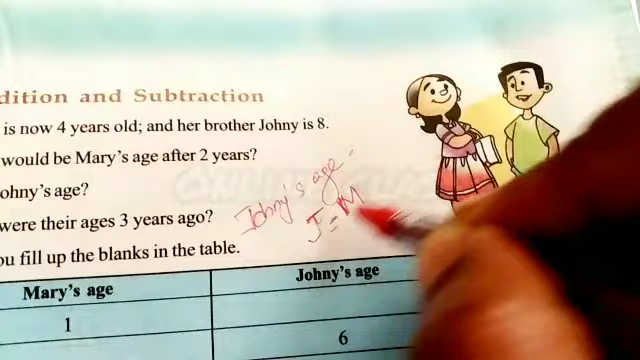 dition and Subtraction
is now 4 years old; and her brother Johny is 8.
would be Mary's age after 2 years?
ohny's age?
were their ages 3 years ago?
ou fill up the blanks in the table.
Johny's age =
J = M
Mary's age Johny's age
1
6